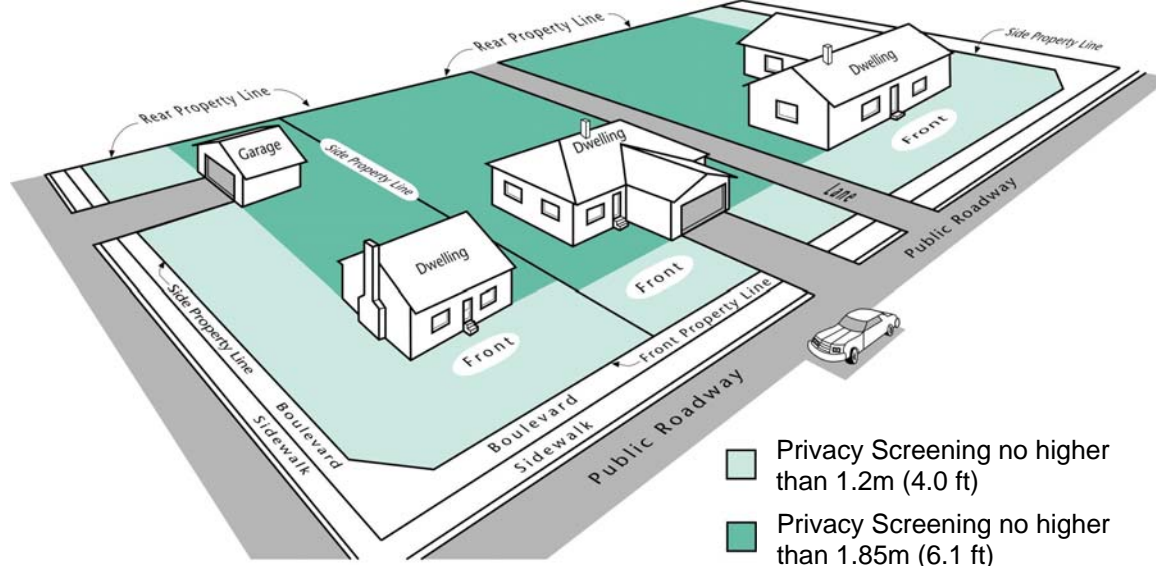 Rear Property Line
Side Property Line
Rear Property Line
Dwelling
Garage
Dwelling
Side Property Line
Front
Lane
Public Roadway
Dwelling
Front
Side Property Line
Front
Front Property Line
Boulevard
Sidewalk
Boulevard
Sidewalk
Public Roadway
Privacy Screening no higher
than 1.2m (4.0 ft)
Privacy Screening no higher
than 1.85m (6.1 ft)